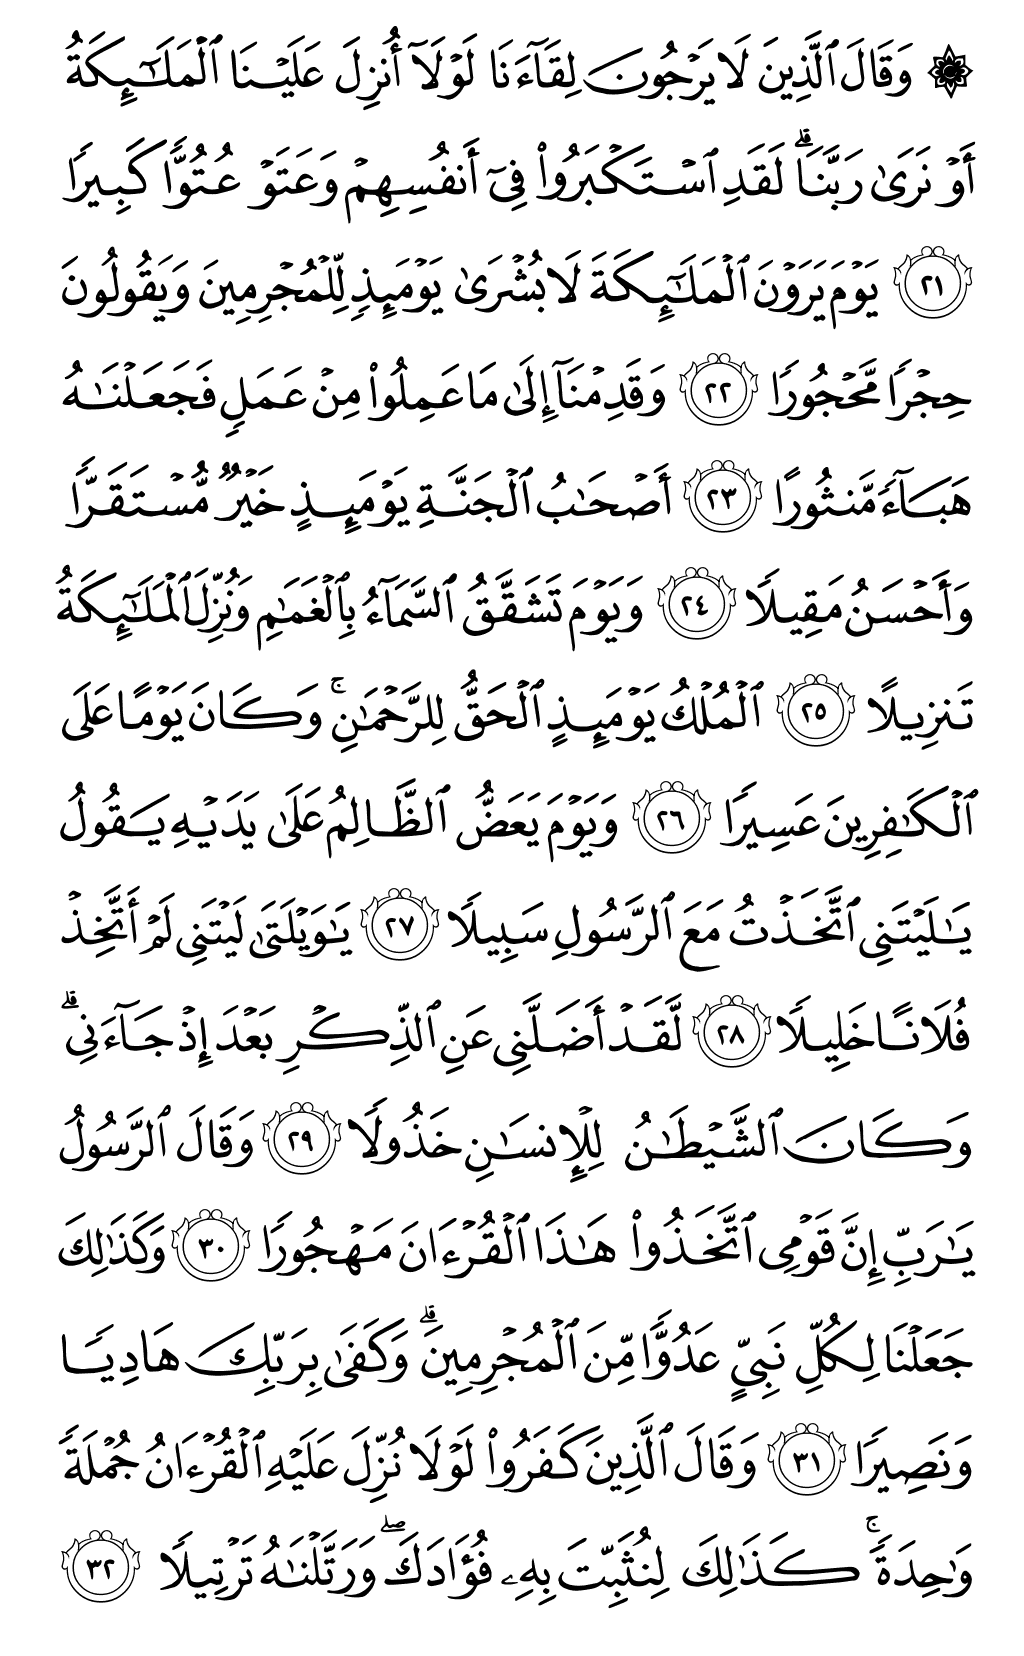 ۞ وَقَالَ ٱلَّذِينَ لَا يَرۡجُونَ لِقَآءَنَا لَوۡلَآ أُنزِلَ عَلَيۡنَا ٱلۡمَلَٰٓئِكَةُ
أَوۡ نَرَىٰ رَبَّنَاۗ لَقَدِ ٱسۡتَكۡبَرُواْ فِيٓ أَنفُسِهِمۡ وَعَتَوۡ عُتُوّٗا كَبِيرٗا
٢١ يَوۡمَ يَرَوۡنَ ٱلۡمَلَٰٓئِكَةَ لَا بُشۡرَىٰ يَوۡمَئِذٖ لِّلۡمُجۡرِمِينَ وَيَقُولُونَ
حِجۡرٗا مَّحۡجُورٗا ٢٢ وَقَدِمۡنَآ إِلَىٰ مَا عَمِلُواْ مِنۡ عَمَلٖ فَجَعَلۡنَٰهُ
هَبَآءٗ مَّنثُورًا ٢٣ أَصۡحَٰبُ ٱلۡجَنَّةِ يَوۡمَئِذٍ خَيۡرٞ مُّسۡتَقَرّٗا
وَأَحۡسَنُ مَقِيلٗا ٢٤ وَيَوۡمَ تَشَقَّقُ ٱلسَّمَآءُ بِٱلۡغَمَٰمِ وَنُزِّلَ ٱلۡمَلَٰٓئِكَةُ
تَنزِيلًا ٢٥ ٱلۡمُلۡكُ يَوۡمَئِذٍ ٱلۡحَقُّ لِلرَّحۡمَٰنِۚ وَكَانَ يَوۡمًا عَلَى
ٱلۡكَٰفِرِينَ عَسِيرٗا ٢٦ وَيَوۡمَ يَعَضُّ ٱلظَّالِمُ عَلَىٰ يَدَيۡهِ يَقُولُ
يَٰلَيۡتَنِي ٱتَّخَذۡتُ مَعَ ٱلرَّسُولِ سَبِيلٗا ٢٧ يَٰوَيۡلَتَىٰ لَيۡتَنِي لَمۡ أَتَّخِذۡ
فُلَانًا خَلِيلٗا ٢٨ لَّقَدۡ أَضَلَّنِي عَنِ ٱلذِّكۡرِ بَعۡدَ إِذۡ جَآءَنِيۗ
وَكَانَ ٱلشَّيۡطَٰنُ لِلۡإِنسَٰنِ خَذُولٗا ٢٩ وَقَالَ ٱلرَّسُولُ
يَٰرَبِّ إِنَّ قَوۡمِي ٱتَّخَذُواْ هَٰذَا ٱلۡقُرۡءَانَ مَهۡجُورٗا ٣٠ وَكَذَٰلِكَ
جَعَلۡنَا لِكُلِّ نَبِيٍّ عَدُوّٗا مِّنَ ٱلۡمُجۡرِمِينَۗ وَكَفَىٰ بِرَبِّكَ هَادِيٗا
وَنَصِيرٗا ٣١ وَقَالَ ٱلَّذِينَ كَفَرُواْ لَوۡلَا نُزِّلَ عَلَيۡهِ ٱلۡقُرۡءَانُ جُمۡلَةٗ
وَٰحِدَةٗۚ كَذَٰلِكَ لِنُثَبِّتَ بِهِۦ فُؤَادَكَۖ وَرَتَّلۡنَٰهُ تَرۡتِيلٗا ٣٢